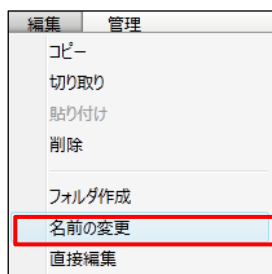 編集 管理
コピー
切り取り
貼り付け
削除
フォルダ作成
名前の変更
直接編集